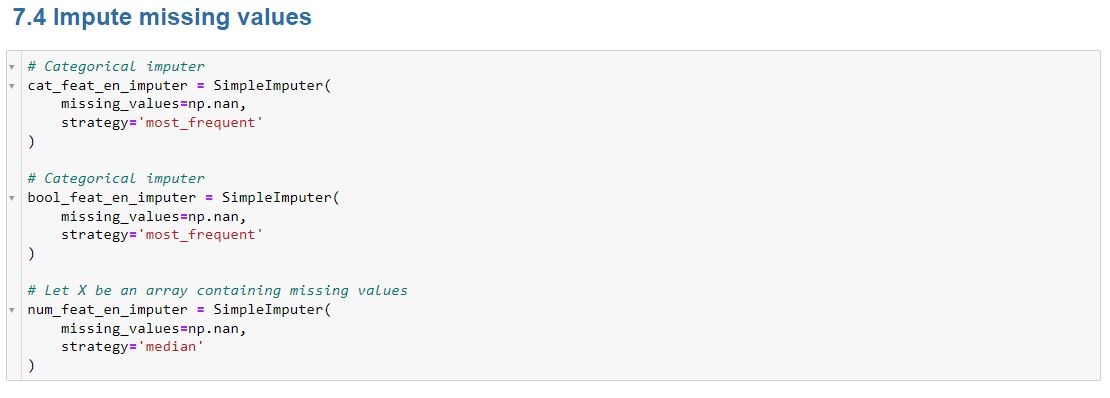 7.4 Impute missing values
# Categorical imputer
cat_feat_en_imputer = SimpleImputer(
    missing_values=np.nan,
    strategy='most_frequent'
)
# Categorical imputer
bool_feat_en_imputer = SimpleImputer(
    missing_values=np.nan,
    strategy='most_frequent'
)
# Let X be an array containing missing values
num_feat_en_imputer = SimpleImputer(
    missing_values=np.nan,
    strategy='median'
)